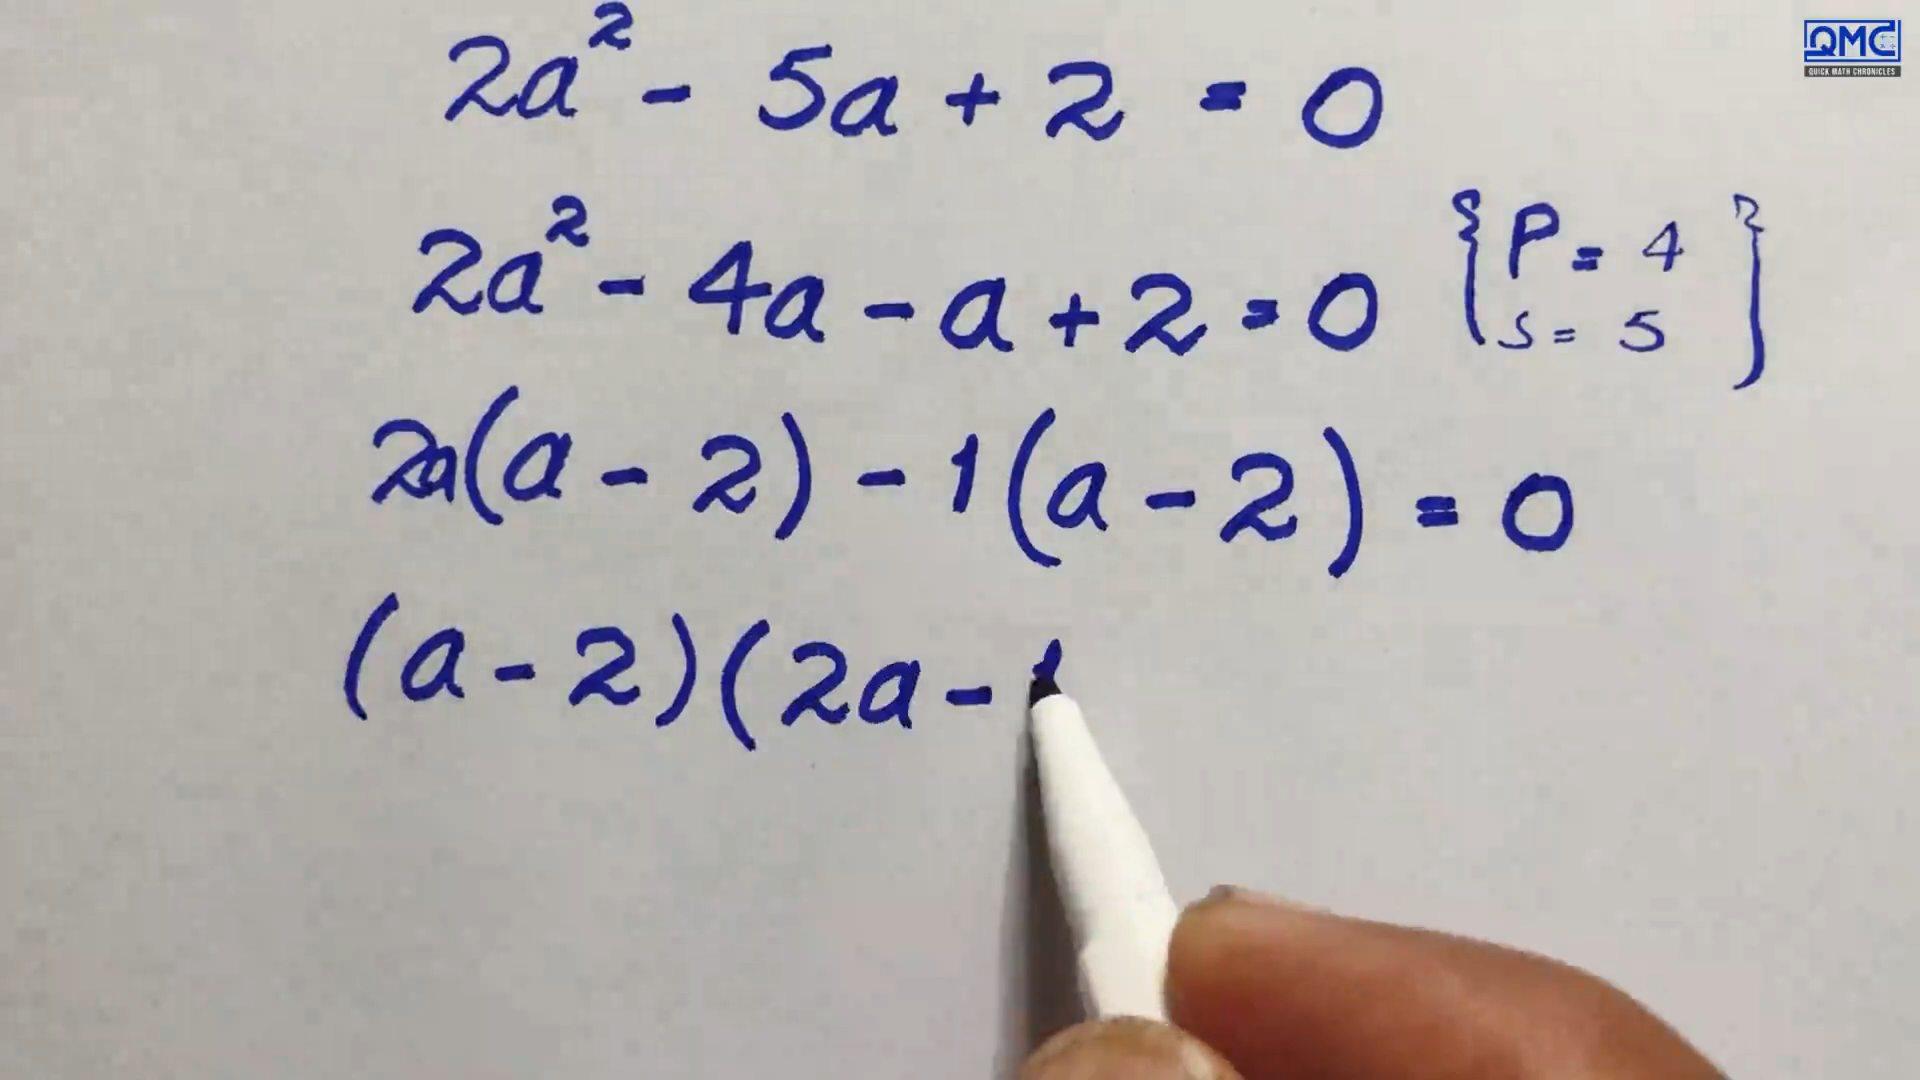 QMC
QUICK MATH CHRONICLES
2a² - 5a + 2 = 0
2a² - 4a - a + 2 = 0 { P = 4
S = 5 }
2a(a - 2) - 1(a - 2) = 0
(a - 2)(2a - 1